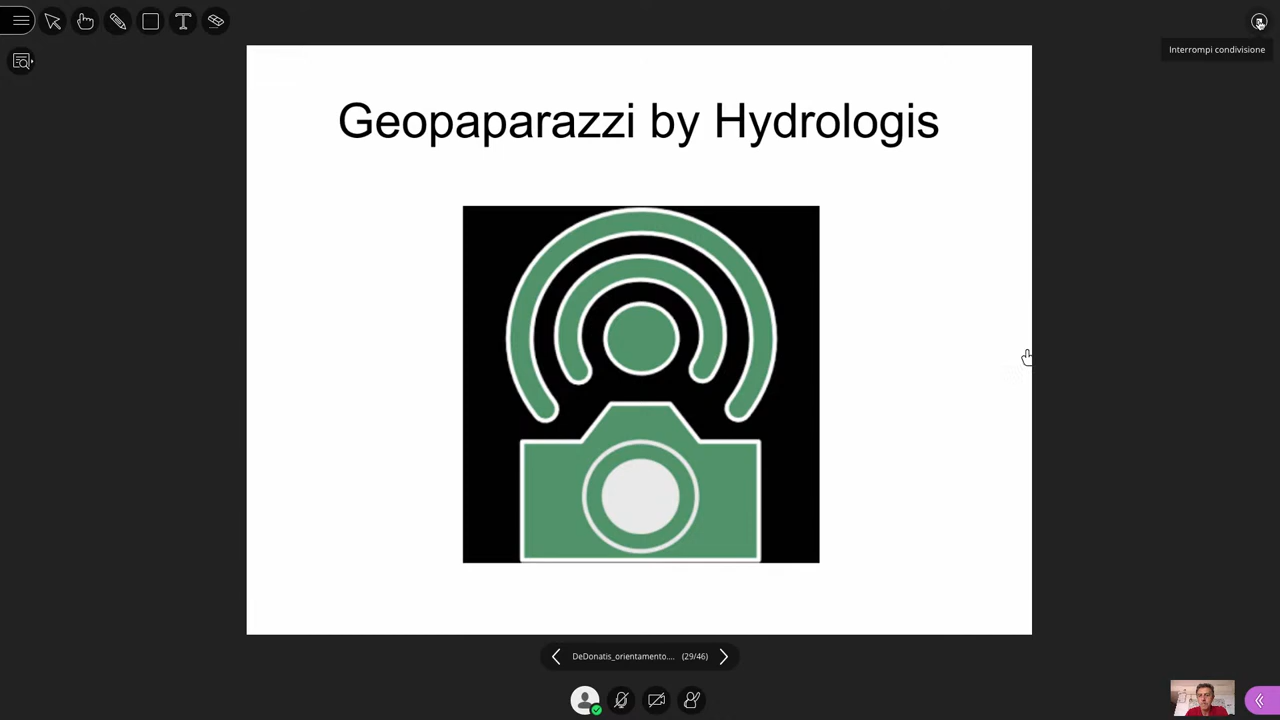 Interrompi condivisione
Geopaparazzi by Hydrologis
DeDonatis_orientamento.... (29/46)